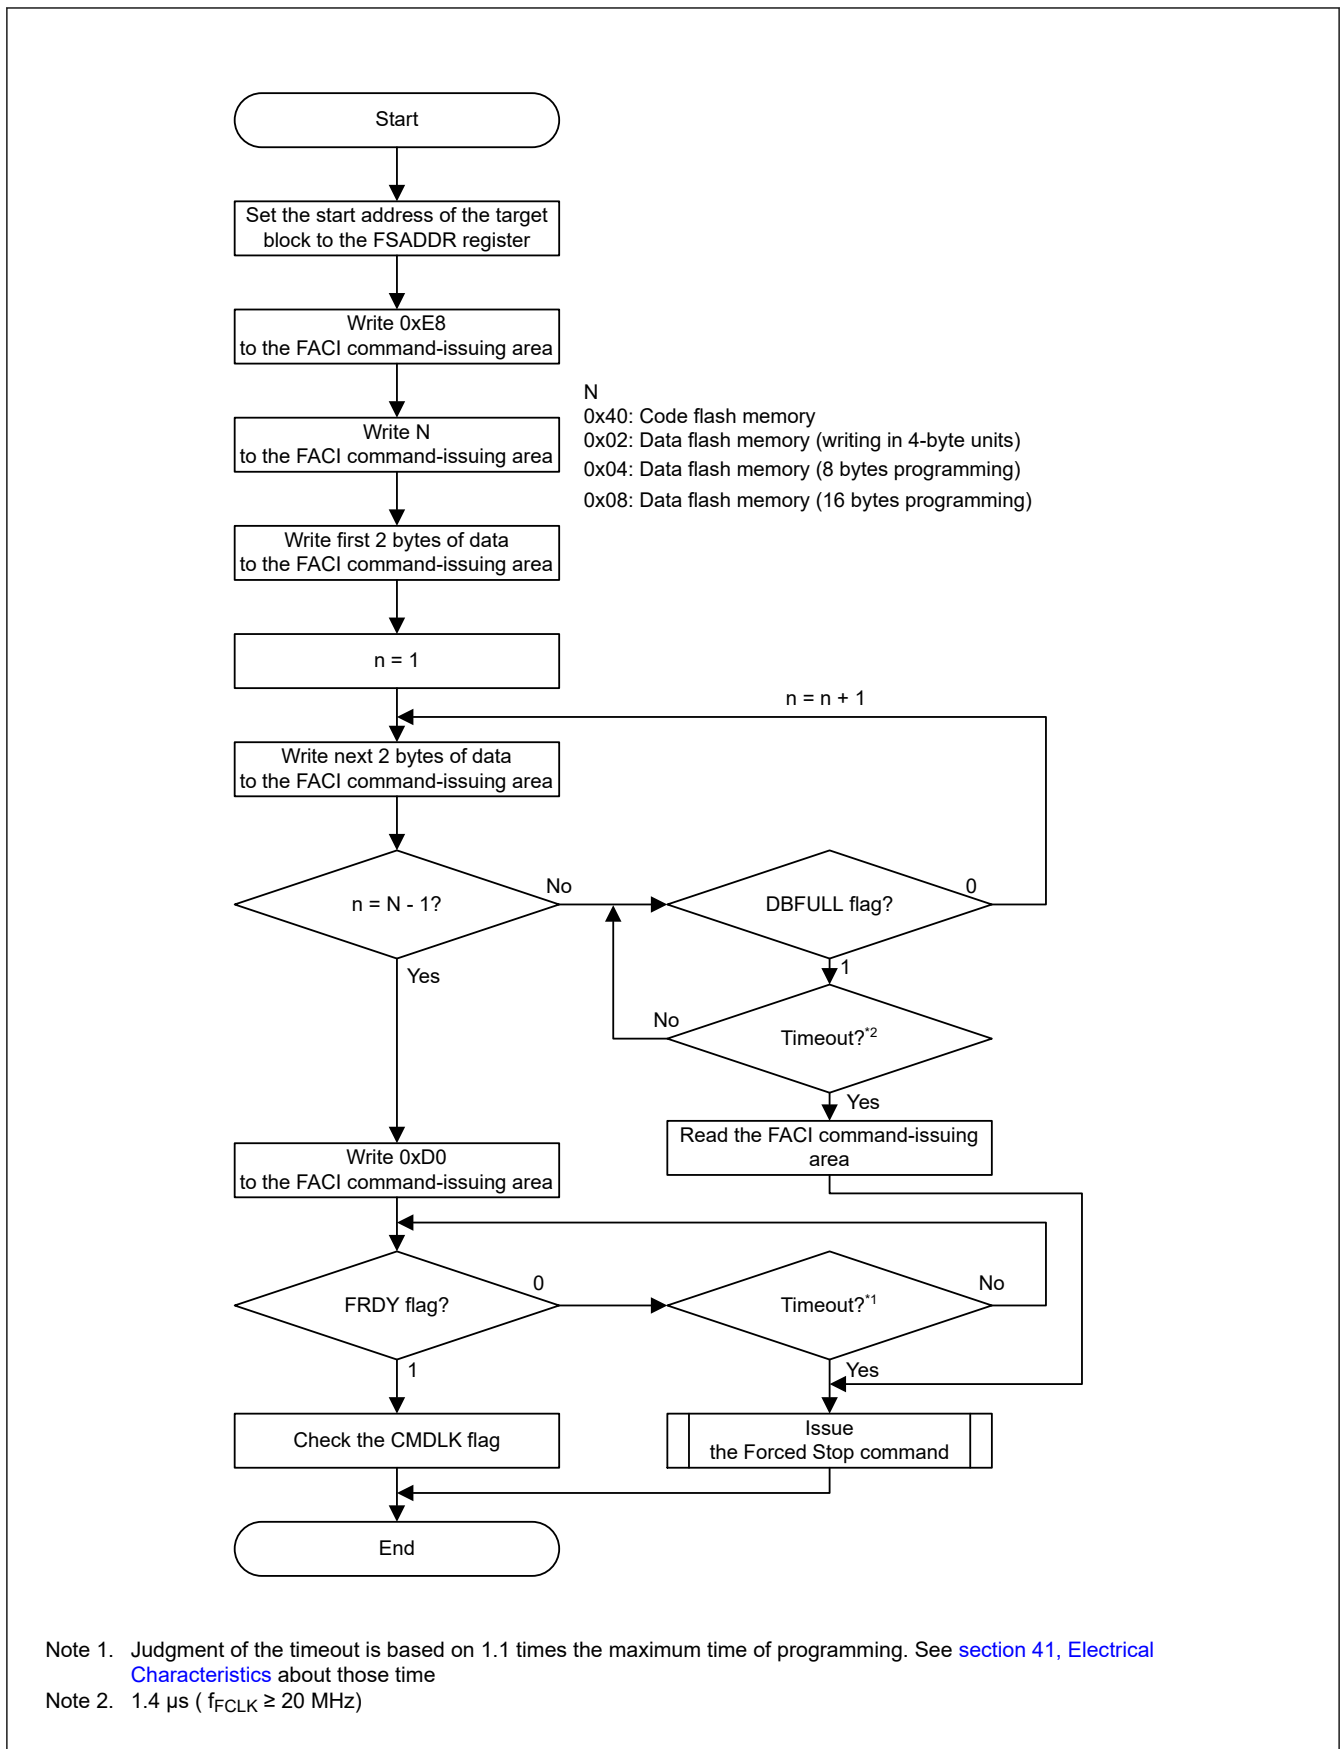 Start
Set the start address of the target
block to the FSADDR register
Write 0xE8
to the FACI command-issuing area
N
0x40: Code flash memory
0x02: Data flash memory (writing in 4-byte units)
0x04: Data flash memory (8 bytes programming)
0x08: Data flash memory (16 bytes programming)
Write N
to the FACI command-issuing area
Write first 2 bytes of data
to the FACI command-issuing area
n = 1
n = n + 1
Write next 2 bytes of data
to the FACI command-issuing area
n = N - 1?
No
DBFULL flag?
0
Yes
1
No
Timeout?*2
Yes
Read the FACI command-issuing
area
Write 0xD0
to the FACI command-issuing area
FRDY flag?
0
Timeout?*1
No
1
Yes
Check the CMDLK flag
Issue
the Forced Stop command
End
Note 1. Judgment of the timeout is based on 1.1 times the maximum time of programming. See section 41, Electrical
Characteristics about those time
Note 2. 1.4 μs ( fFCLK ≥ 20 MHz)